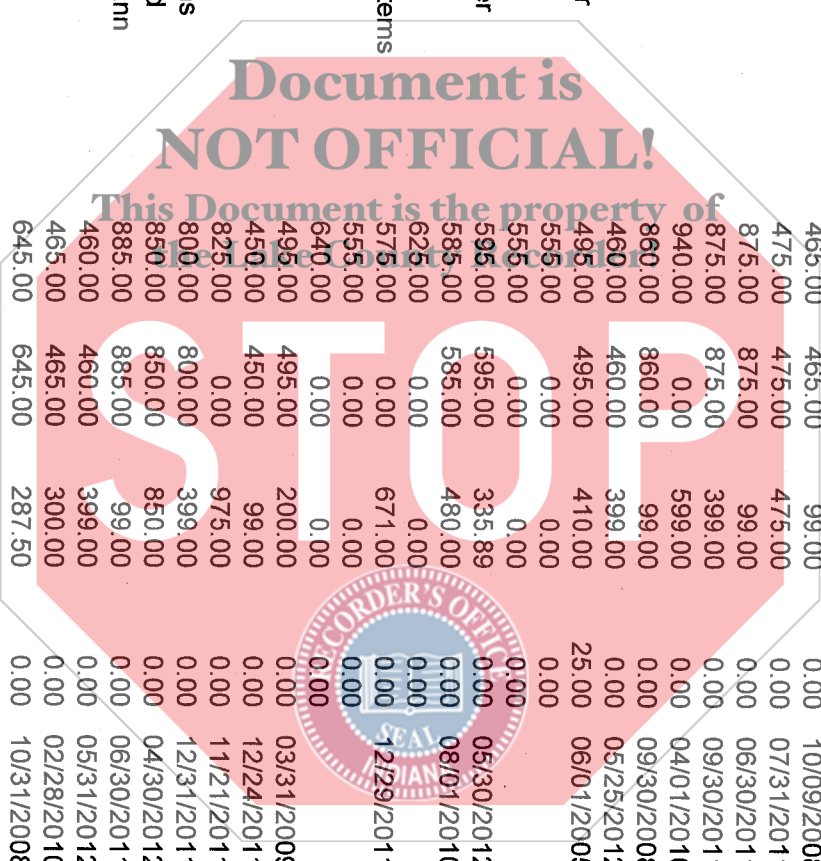 Document is
NOT OFFICIAL!
This Document is the property of
the Lake County Recorder!
STOP
RECORDER'S OFFICE
SEAL
INDIANA
465.00 465.00 99.00 0.00 10/09/2008
475.00 475.00 475.00 0.00 07/31/201
875.00 875.00 99.00 0.00 06/30/201
875.00 875.00 399.00 0.00 09/30/201
940.00 0.00 599.00 0.00 04/01/2010
860.00 860.00 99.00 0.00 09/30/2008
460.00 460.00 399.00 0.00 05/25/2012
r 495.00 495.00 410.00 25.00 06/01/2005
555.00 0.00 0.00 0.00
555.00 0.00 0.00 0.00
er 595.00 595.00 335.89 0.00 05/30/2012
585.00 585.00 480.00 0.00 08/01/2010
625.00 0.00 0.00 0.00
tems 575.00 0.00 671.00 0.00 12/29/201
555.00 0.00 0.00 0.00
640.00 0.00 0.00 0.00
495.00 495.00 200.00 0.00 03/31/2009
450.00 450.00 99.00 0.00 12/24/201
825.00 0.00 975.00 0.00 11/21/201
s 800.00 800.00 399.00 0.00 12/31/201
d 850.00 850.00 850.00 0.00 04/30/2012
nn 885.00 885.00 99.00 0.00 06/30/201
460.00 460.00 399.00 0.00 05/31/2012
465.00 465.00 300.00 0.00 02/28/2010
645.00 645.00 287.50 0.00 10/31/2008